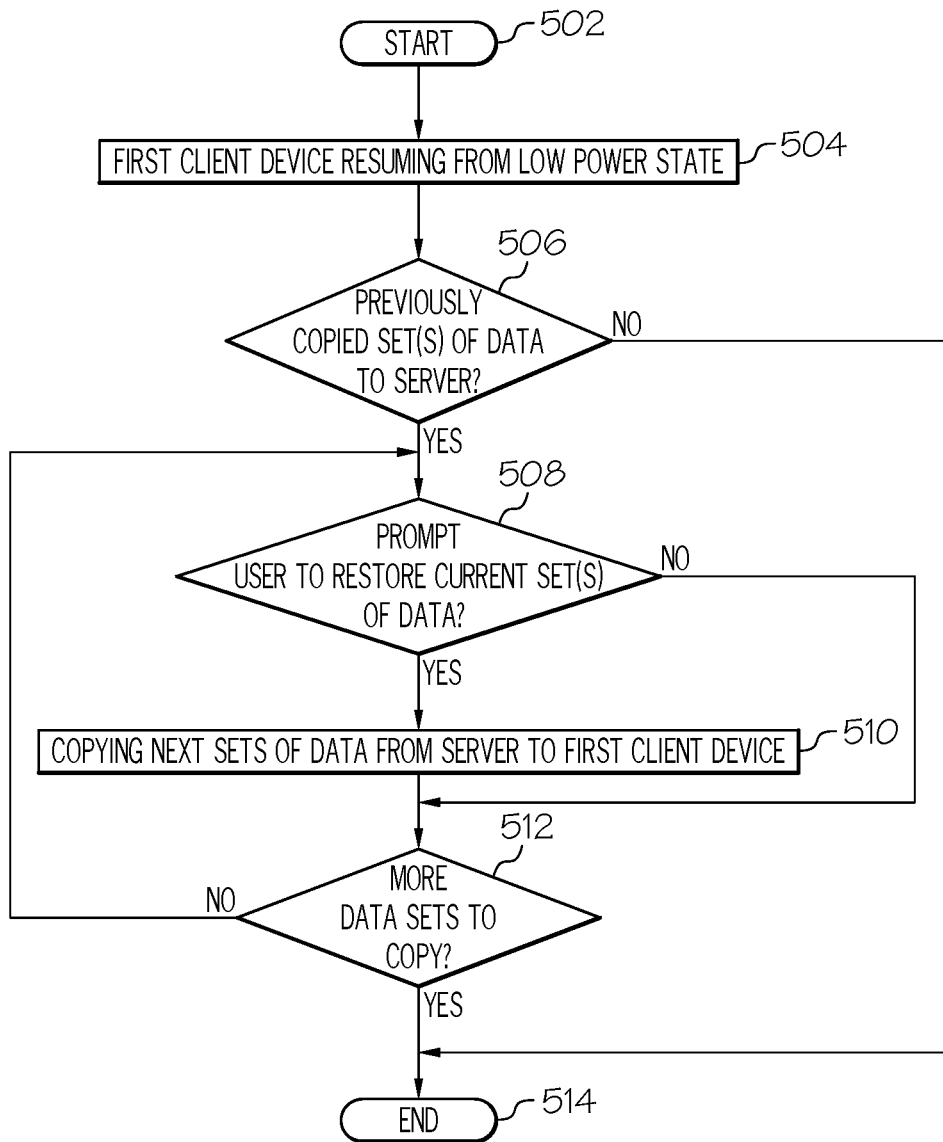 START
502
FIRST CLIENT DEVICE RESUMING FROM LOW POWER STATE
504
506
PREVIOUSLY
COPIED SET(S) OF DATA
TO SERVER?
NO
YES
508
PROMPT
USER TO RESTORE CURRENT SET(S)
OF DATA?
NO
YES
COPYING NEXT SETS OF DATA FROM SERVER TO FIRST CLIENT DEVICE
510
512
MORE
DATA SETS TO
COPY?
NO
YES
END
514